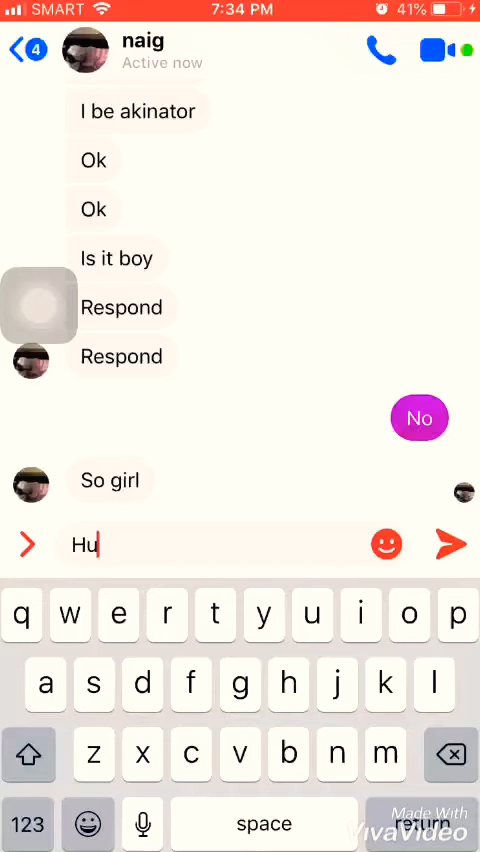 SMART 7:34 PM 41%
4 naig
Active now
I be akinator
Ok
Ok
Is it boy
Respond
Respond
No
So girl
Hu
q w e r t y u i o p
a s d f g h j k l
z x c v b n m
123 space return
Made With
VivaVideo